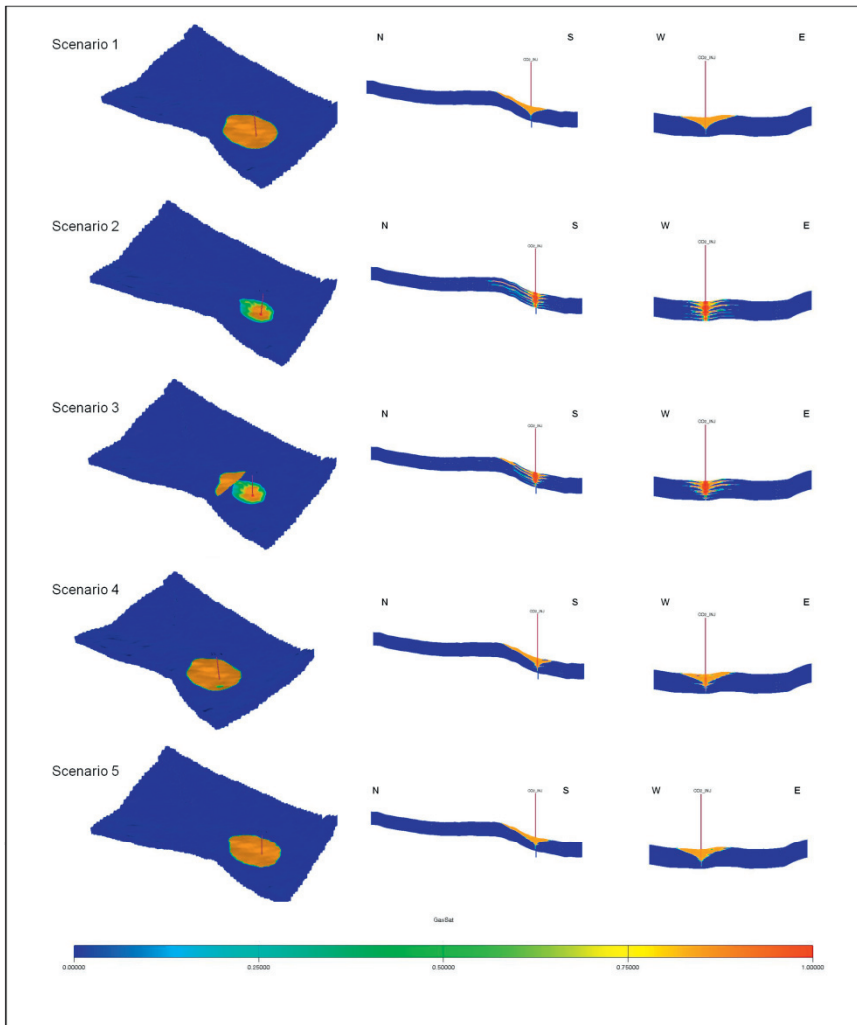 Scenario 1
N
S
W
E
Scenario 2
N
S
W
E
Scenario 3
N
S
W
E
Scenario 4
N
S
W
E
Scenario 5
N
S
W
E
GasSat
0.00000
0.25000
0.50000
0.75000
1.00000